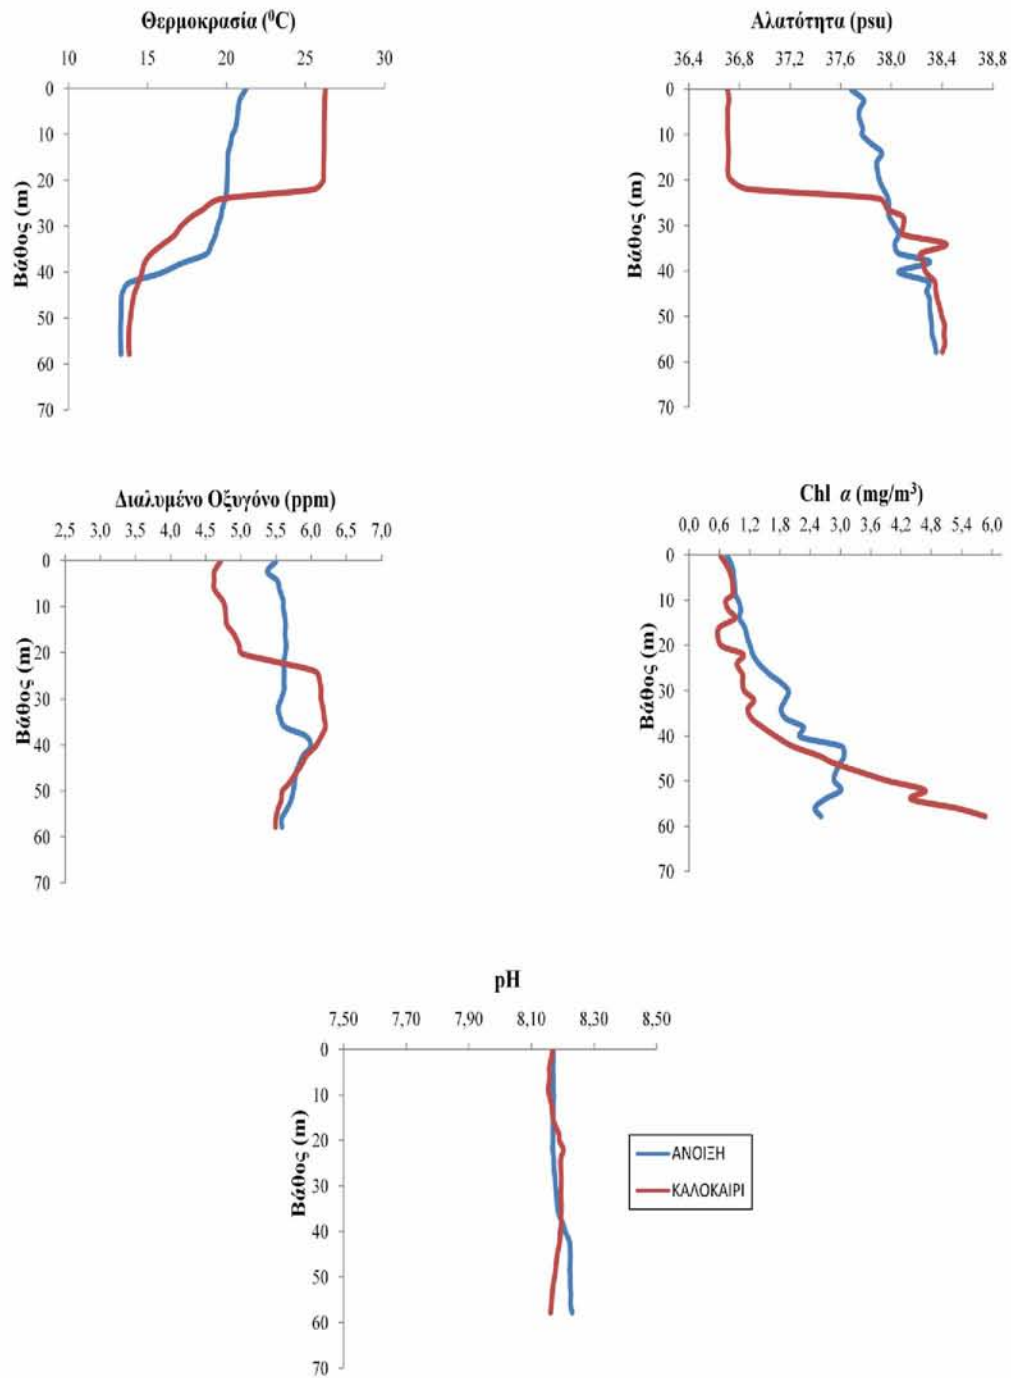 Θερμοκρασία (⁰C)
10 15 20 25 30
0
10
20
30
40
50
60
70
Βάθος (m)
Αλατότητα (psu)
36,4 36,8 37,2 37,6 38,0 38,4 38,8
0
10
20
30
40
50
60
70
Βάθος (m)
Διαλυμένο Οξυγόνο (ppm)
2,5 3,0 3,5 4,0 4,5 5,0 5,5 6,0 6,5 7,0
0
10
20
30
40
50
60
70
Βάθος (m)
Chl α (mg/m³)
0,0 0,6 1,2 1,8 2,4 3,0 3,6 4,2 4,8 5,4 6,0
0
10
20
30
40
50
60
70
Βάθος (m)
pH
7,50 7,70 7,90 8,10 8,30 8,50
0
10
20
30
40
50
60
70
Βάθος (m)
ΑΝΟΙΞΗ
ΚΑΛΟΚΑΙΡΙ